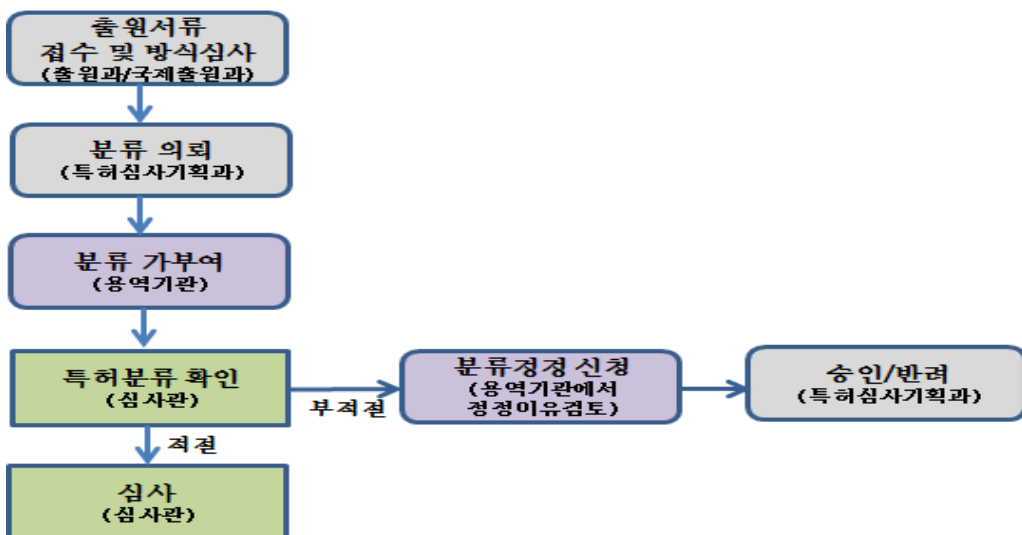 출원서류
접수 및 방식심사
(출원과/국제출원과)
분류 의뢰
(특허심사기획과)
분류 가부여
(용역기관)
특허분류 확인
(심사관)
부적절
분류정정 신청
(용역기관에서
정정이유검토)
승인/반려
(특허심사기획과)
적절
심사
(심사관)